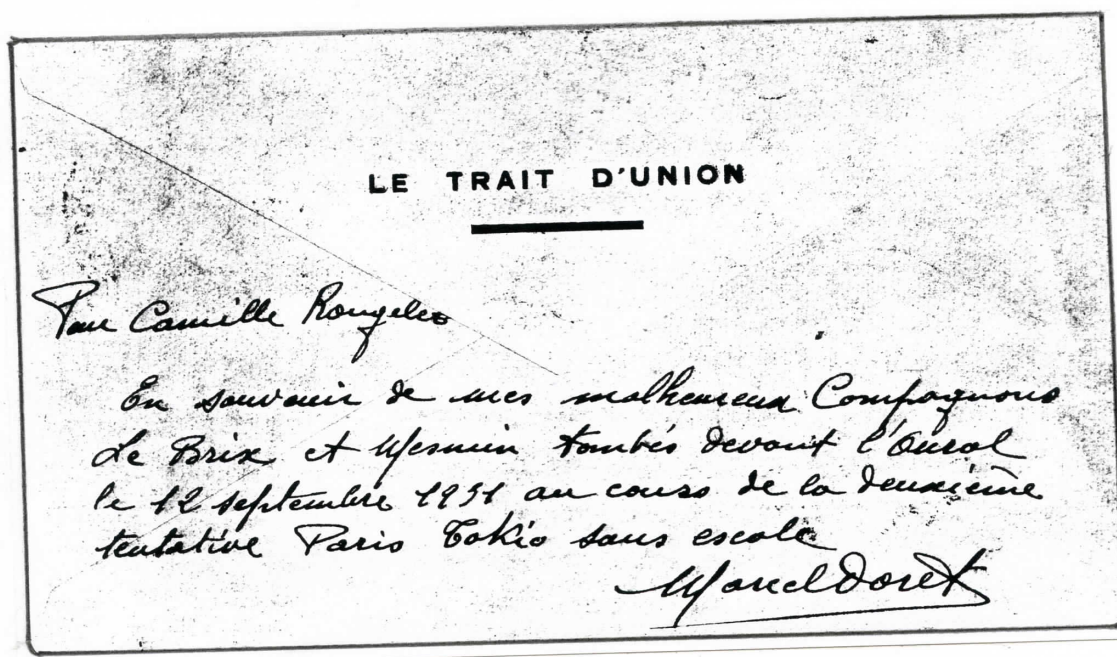 LE TRAIT D'UNION
Pour Camille
En souvenir de mes malheureux Compagnons
Le Brix et Mesmin tombés devant l'Oural
le 12 septembre 1931 au cours de la deuxième
tentative Paris Tokio sans escale
Marcel Doret